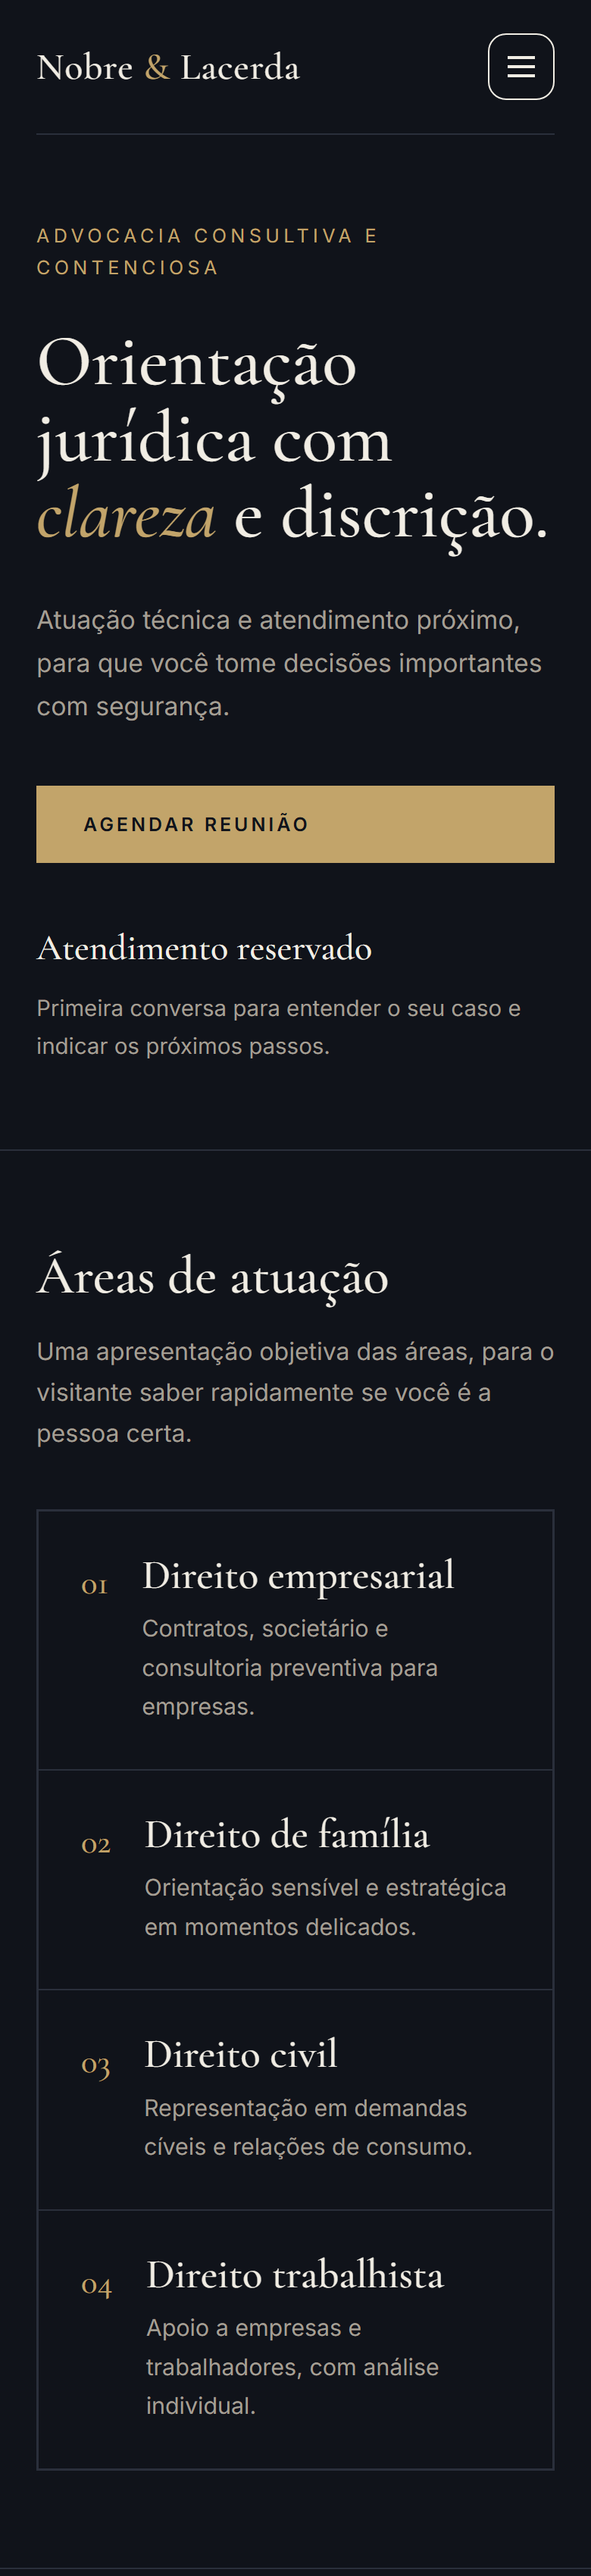 Nobre & Lacerda
ADVOCACIA CONSULTIVA E
CONTENCIOSA
Orientação
jurídica com
clareza e discrição.
Atuação técnica e atendimento próximo,
para que você tome decisões importantes
com segurança.
AGENDAR REUNIÃO
Atendimento reservado
Primeira conversa para entender o seu caso e
indicar os próximos passos.
Áreas de atuação
Uma apresentação objetiva das áreas, para o
visitante saber rapidamente se você é a
pessoa certa.
01 Direito empresarial
Contratos, societário e
consultoria preventiva para
empresas.
02 Direito de família
Orientação sensível e estratégica
em momentos delicados.
03 Direito civil
Representação em demandas
cíveis e relações de consumo.
04 Direito trabalhista
Apoio a empresas e
trabalhadores, com análise
individual.